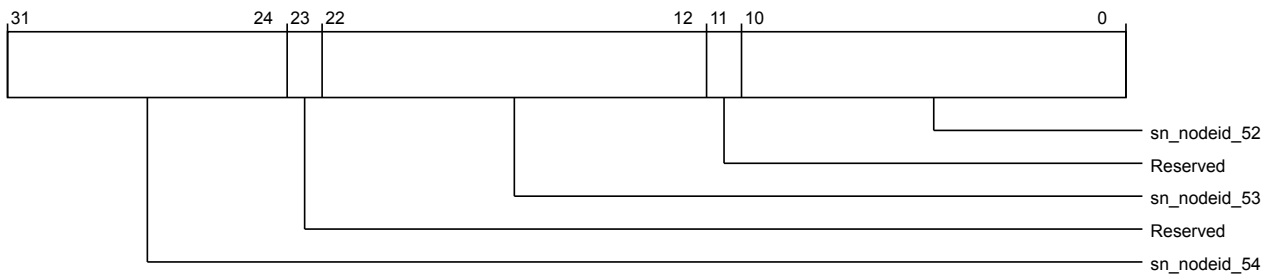 31 24 23 22 12 11 10 0
sn_nodeid_52
Reserved
sn_nodeid_53
Reserved
sn_nodeid_54